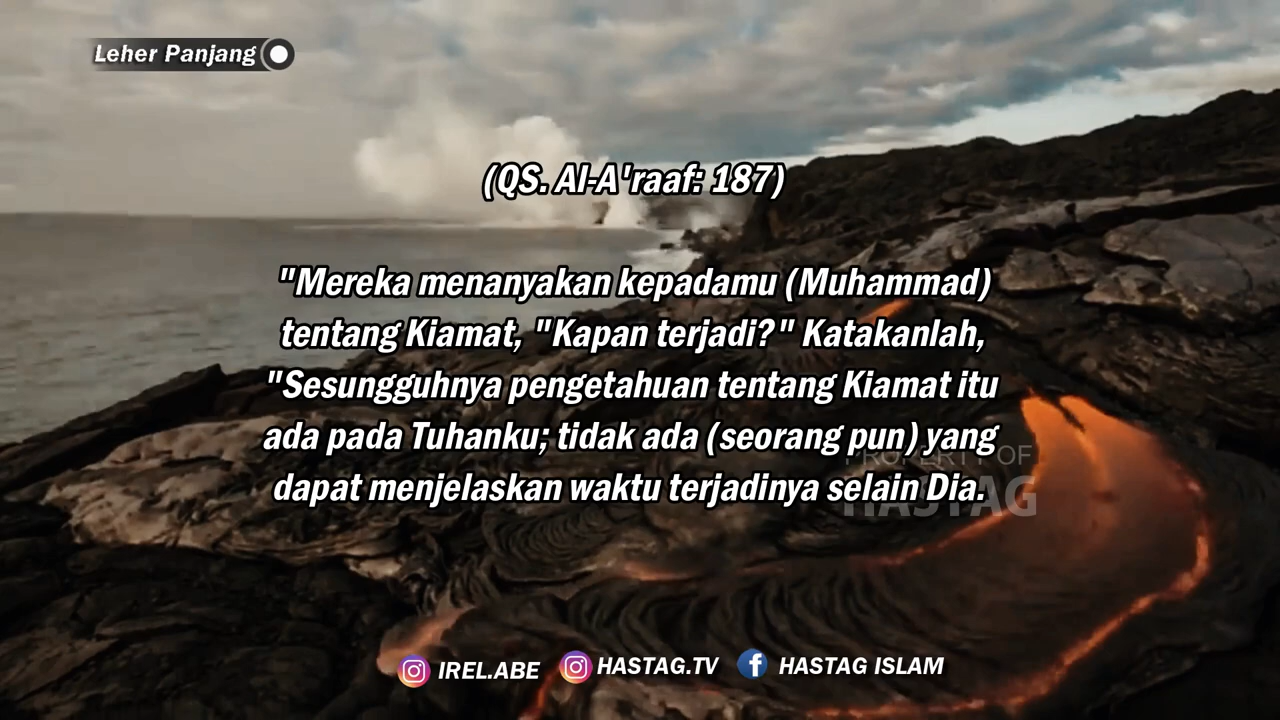 Leher Panjang
(QS. Al-A'raaf: 187)
"Mereka menanyakan kepadamu (Muhammad)
tentang Kiamat, "Kapan terjadi?" Katakanlah,
"Sesungguhnya pengetahuan tentang Kiamat itu
ada pada Tuhanku; tidak ada (seorang pun) yang
dapat menjelaskan waktu terjadinya selain Dia.
PROPERTY OF
HASTAG
IREL.ABE HASTAG.TV HASTAG ISLAM